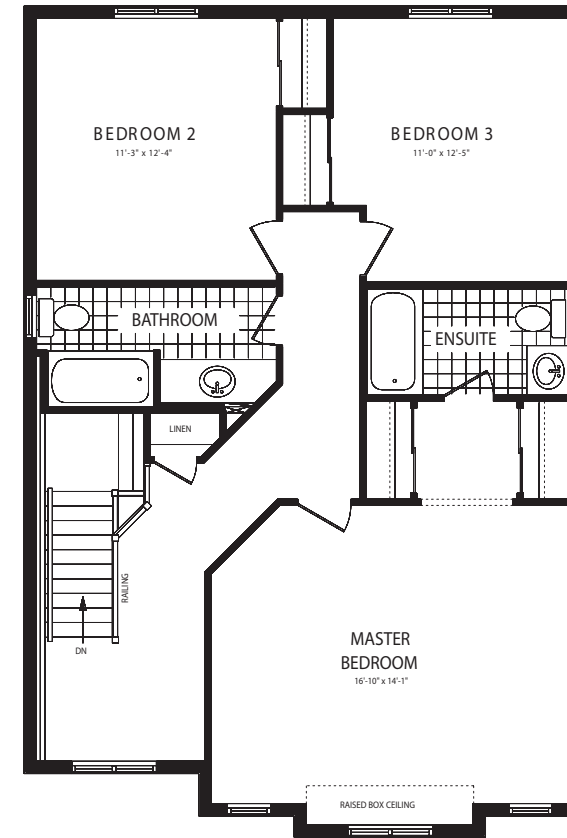 BEDROOM 2
11'-3" x 12'-4"
BEDROOM 3
11'-0" x 12'-5"
BATHROOM
ENSUITE
LINEN
RAILING
DN
MASTER
BEDROOM
16'-10" x 14'-1"
RAISED BOX CEILING